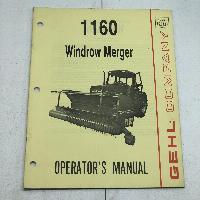 1160
Windrow Merger
OPERATOR'S MANUAL
GEHL COMPANY